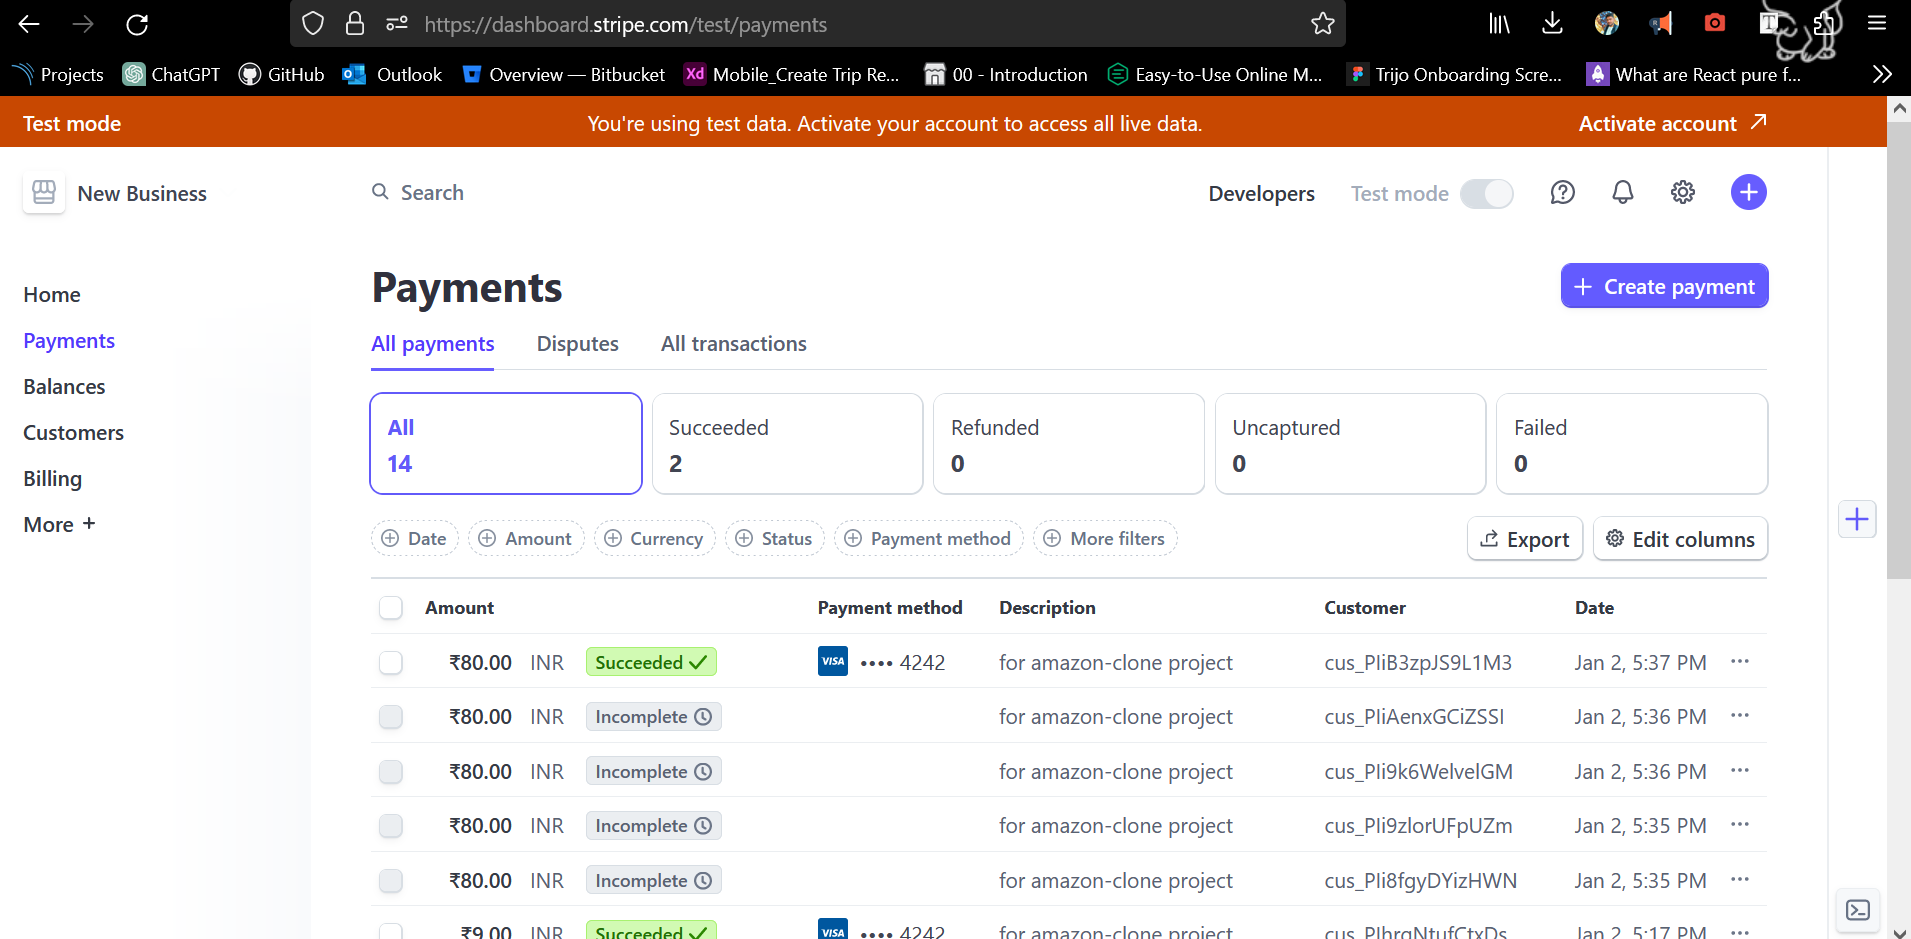 https://dashboard.stripe.com/test/payments
Projects ChatGPT GitHub Outlook Overview — Bitbucket Xd Mobile_Create Trip Re... 00 - Introduction Easy-to-Use Online M... Trijo Onboarding Scre... What are React pure f...
Test mode You're using test data. Activate your account to access all live data. Activate account
New Business Search Developers Test mode
Home
Payments
Balances
Customers
Billing
More +
Payments
+ Create payment
All payments Disputes All transactions
All Succeeded Refunded Uncaptured Failed
14 2 0 0 0
Date Amount Currency Status Payment method More filters Export Edit columns
Amount Payment method Description Customer Date
₹80.00 INR Succeeded VISA •••• 4242 for amazon-clone project cus_PIiB3zpJS9L1M3 Jan 2, 5:37 PM ···
₹80.00 INR Incomplete for amazon-clone project cus_PIiAenxGCiZSSI Jan 2, 5:36 PM ···
₹80.00 INR Incomplete for amazon-clone project cus_PIi9k6WelvelGM Jan 2, 5:36 PM ···
₹80.00 INR Incomplete for amazon-clone project cus_PIi9zlorUFpUZm Jan 2, 5:35 PM ···
₹80.00 INR Incomplete for amazon-clone project cus_PIi8fgyDYizHWN Jan 2, 5:35 PM ···
₹9.00 INR Succeeded VISA •••• 4242 for amazon-clone project cus_PIhrgNtufCtxDs Jan 2, 5:17 PM ···